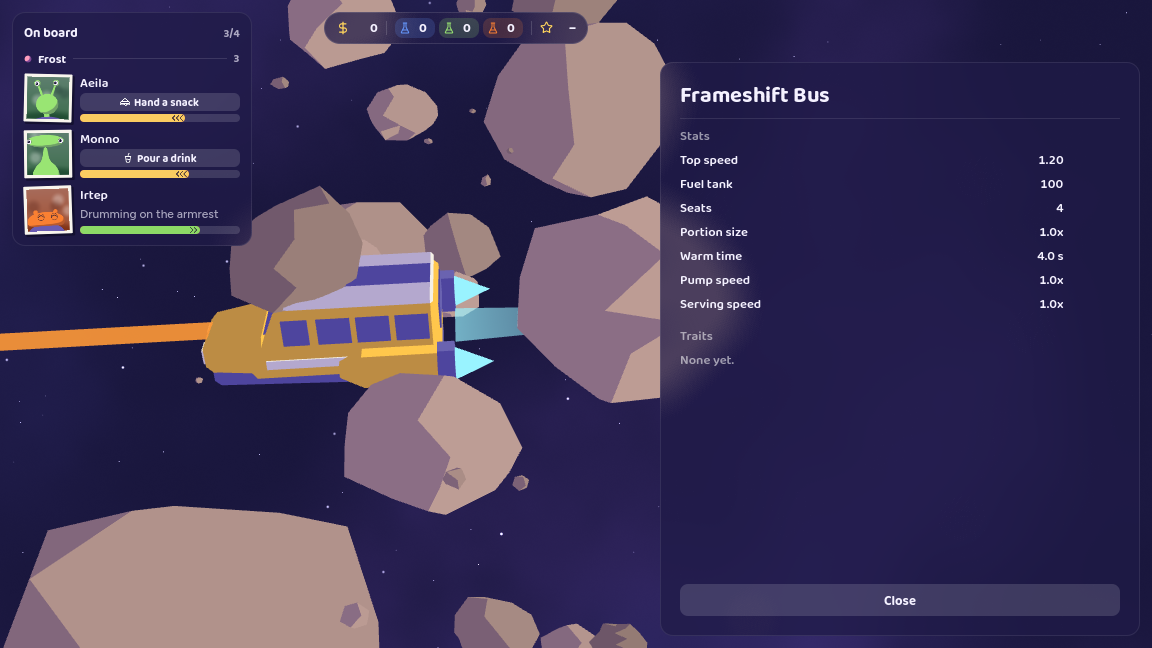 On board 3/4
Frost 3
Aeila
Hand a snack
Monno
Pour a drink
Irtep
Drumming on the armrest
$ 0 0 0 0 –
Frameshift Bus
Stats
Top speed 1.20
Fuel tank 100
Seats 4
Portion size 1.0x
Warm time 4.0 s
Pump speed 1.0x
Serving speed 1.0x
Traits
None yet.
Close